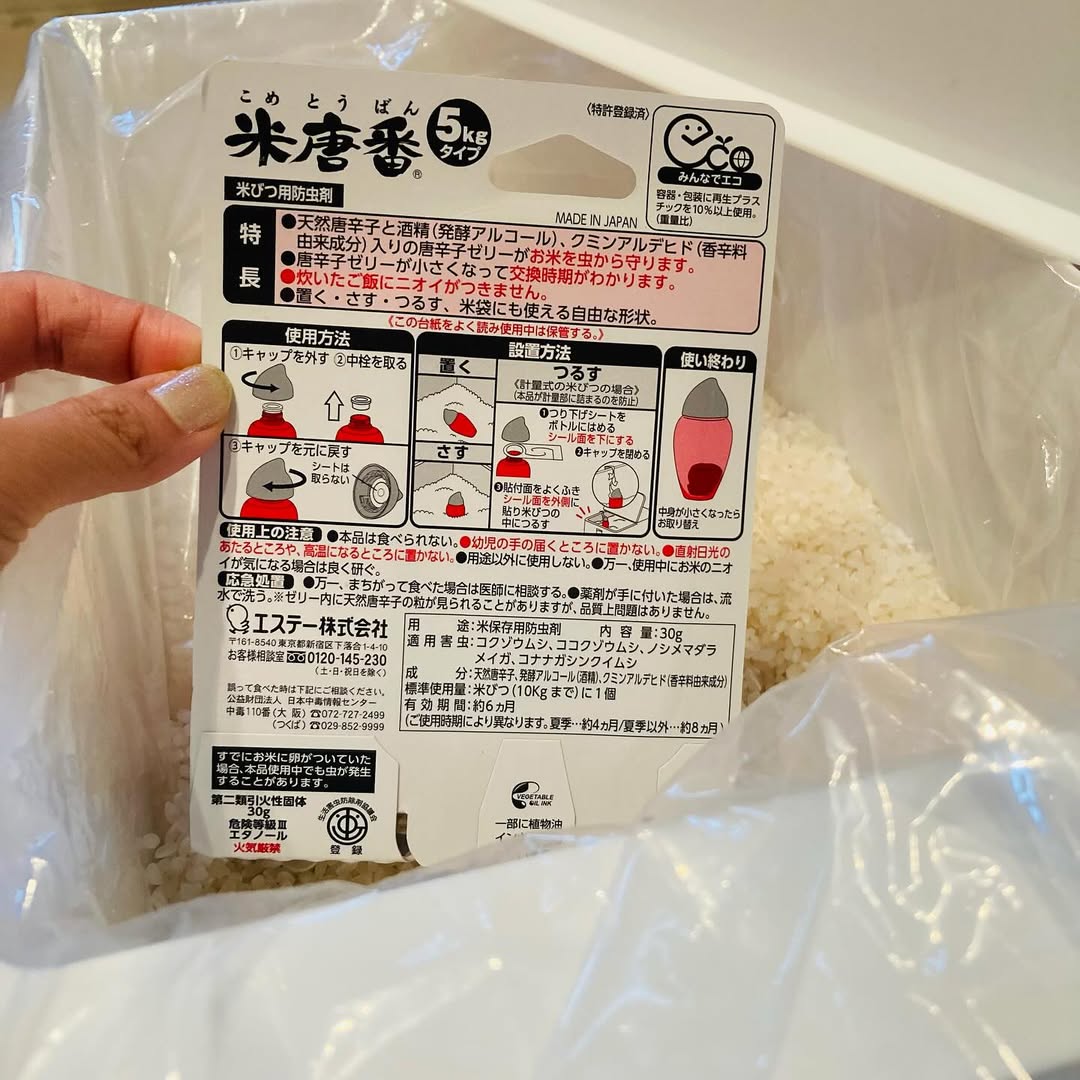 こめとうばん
米唐番®
5kgタイプ
〈特許登録済〉
eco
みんなでエコ
容器・包装に再生プラス
チックを10%以上使用。
(重量比)
米びつ用防虫剤
MADE IN JAPAN
特長
●天然唐辛子と酒精(発酵アルコール)、クミンアルデヒド(香辛料
由来成分)入りの唐辛子ゼリーがお米を虫から守ります。
●唐辛子ゼリーが小さくなって交換時期がわかります。
●炊いたご飯にニオイがつきません。
●置く・さす・つるす、米袋にも使える自由な形状。
《この台紙をよく読み使用中は保管する。》
使用方法
①キャップを外す ②中栓を取る
③キャップを元に戻す
シートは
取らない
設置方法
置く
さす
つるす
《計量式の米びつの場合》
(本品が計量部に詰まるのを防止)
❶つり下げシートを
ボトルにはめる
シール面を下にする
❷キャップを閉める
❸貼付面をよくふき
シール面を外側に
貼り米びつの
中につるす
使い終わり
中身が小さくなったら
お取り替え
使用上の注意 ●本品は食べられない。●幼児の手の届くところに置かない。●直射日光の
あたるところや、高温になるところに置かない。●用途以外に使用しない。●万一、使用中にお米のニオ
イが気になる場合は良く研ぐ。
応急処置 ●万一、まちがって食べた場合は医師に相談する。●薬剤が手に付いた場合は、流
水で洗う。※ゼリー内に天然唐辛子の粒が見られることがありますが、品質上問題はありません。
エステー株式会社
〒161-8540 東京都新宿区下落合1-4-10
お客様相談室 0120-145-230
(土・日・祝日を除く)
誤って食べた時は下記にご相談ください。
公益財団法人 日本中毒情報センター
中毒110番(大 阪)☎072-727-2499
(つくば)☎029-852-9999
用途:米保存用防虫剤 内容量:30g
適用害虫:コクゾウムシ、ココクゾウムシ、ノシメマダラ
メイガ、コナナガシンクイムシ
成分:天然唐辛子、発酵アルコール(酒精)、クミンアルデヒド(香辛料由来成分)
標準使用量:米びつ(10Kgまで)に1個
有効期間:約6ヵ月
(ご使用時期により異なります。夏季…約4ヵ月/夏季以外…約8ヵ月)
すでにお米に卵がついていた
場合、本品使用中でも虫が発生
することがあります。
第二類引火性固体
30g
危険等級Ⅲ
エタノール
火気厳禁
生活害虫防除剤協議会
登録
VEGETABLE
OIL INK
一部に植物油